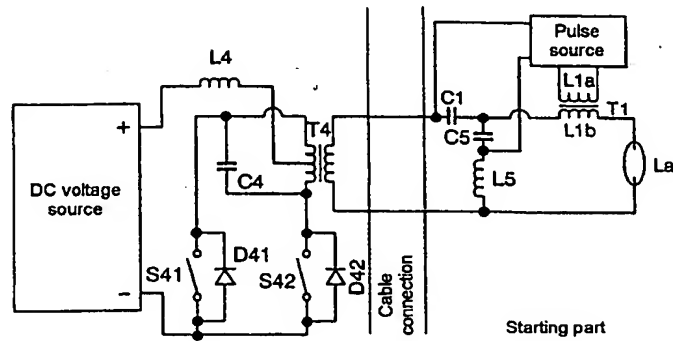 Pulse
source
L4
L1a
C1
T1
+
T4
C5
L1b
La
DC voltage
source
C4
L5
D41
D42
S41
S42
−
Cable
connection
Starting part